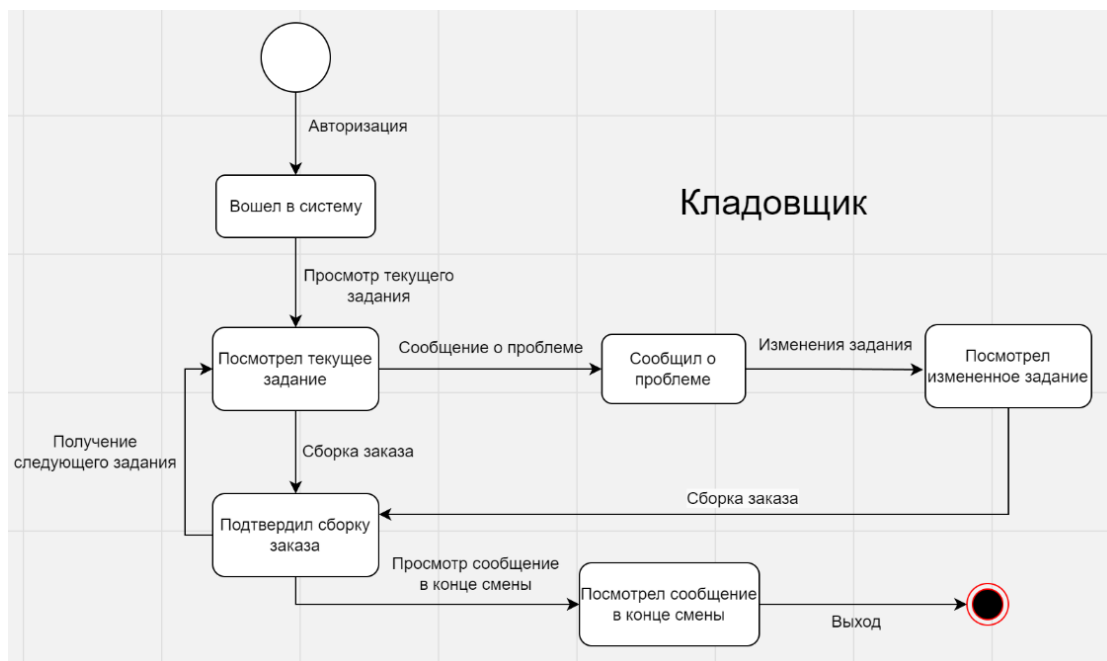 Авторизация
Вошел в систему
Кладовщик
Просмотр текущего
задания
Посмотрел текущее
задание
Сообщение о проблеме
Сообщил о
проблеме
Изменения задания
Посмотрел
измененное задание
Получение
следующего задания
Сборка заказа
Сборка заказа
Подтвердил сборку
заказа
Просмотр сообщение
в конце смены
Посмотрел сообщение
в конце смены
Выход